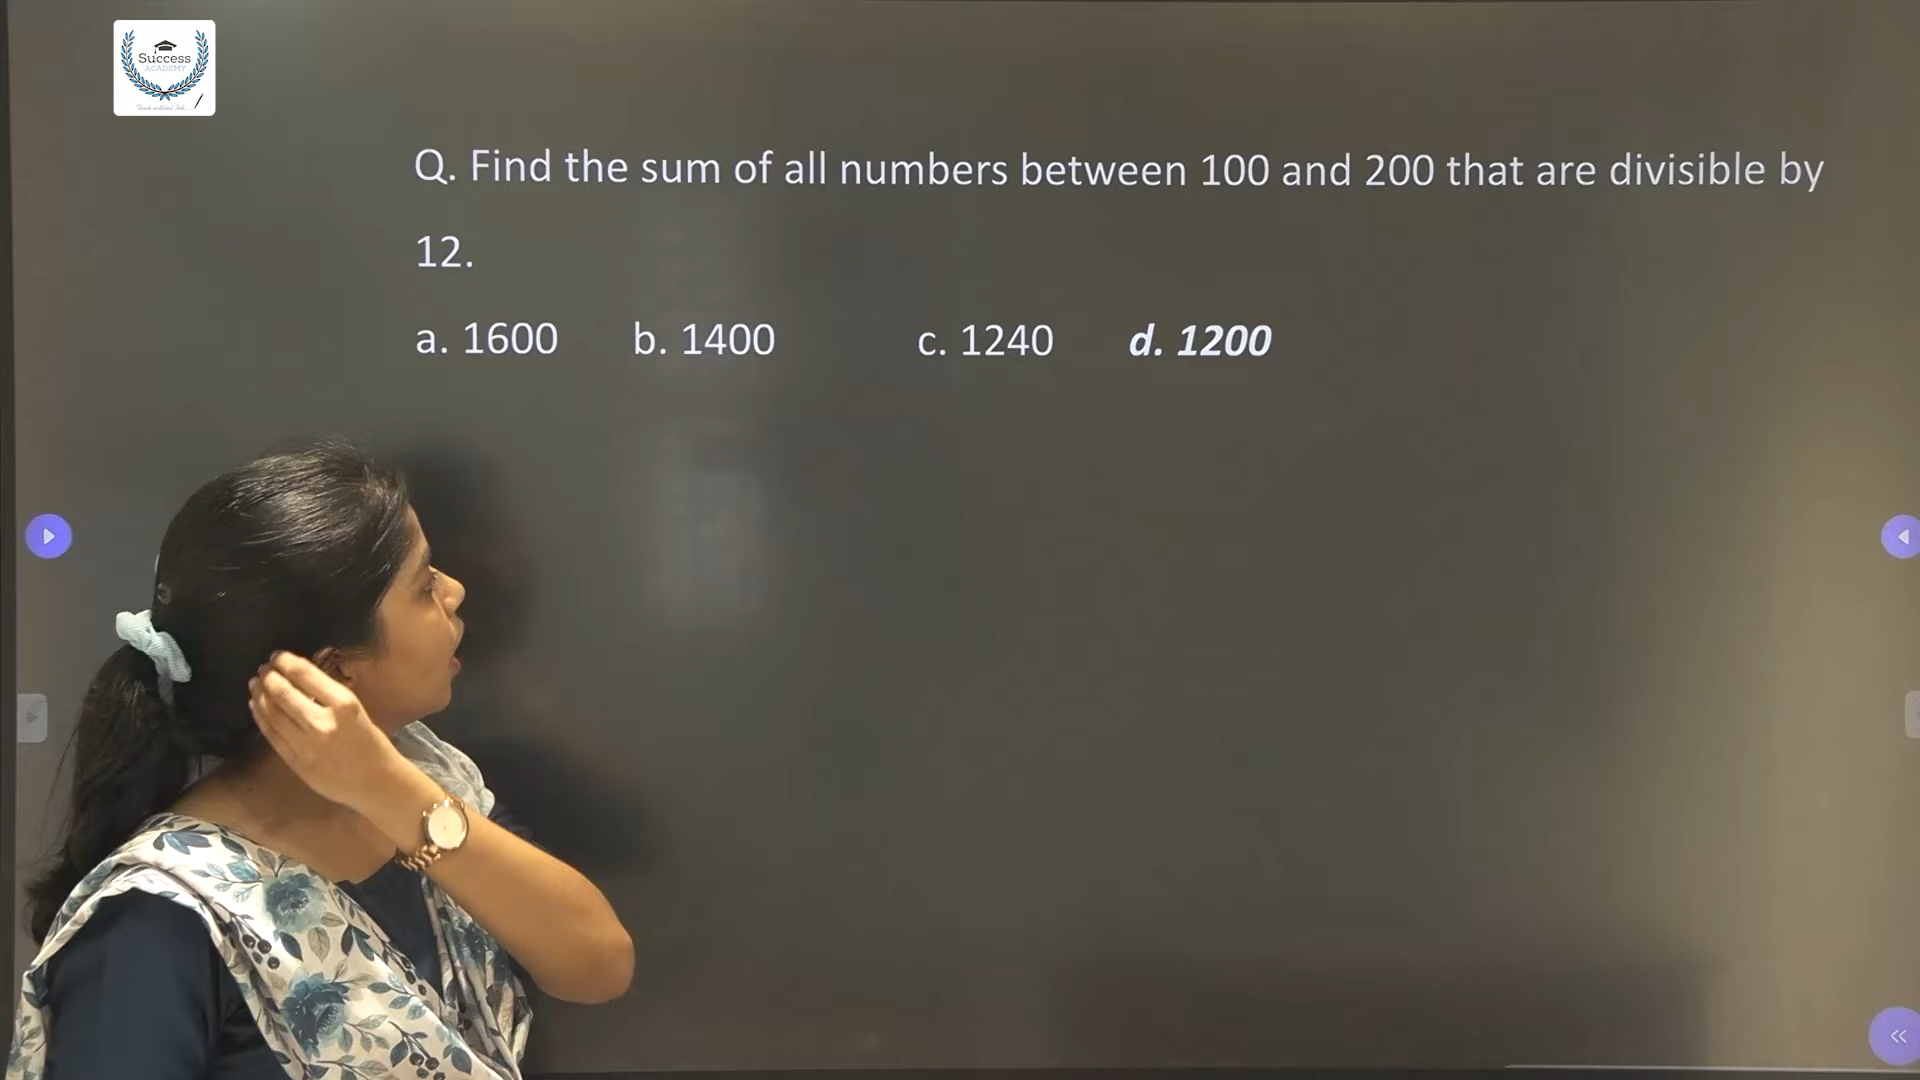 Success
ACADEMY
Q. Find the sum of all numbers between 100 and 200 that are divisible by
12.
a. 1600 b. 1400 c. 1240 d. 1200